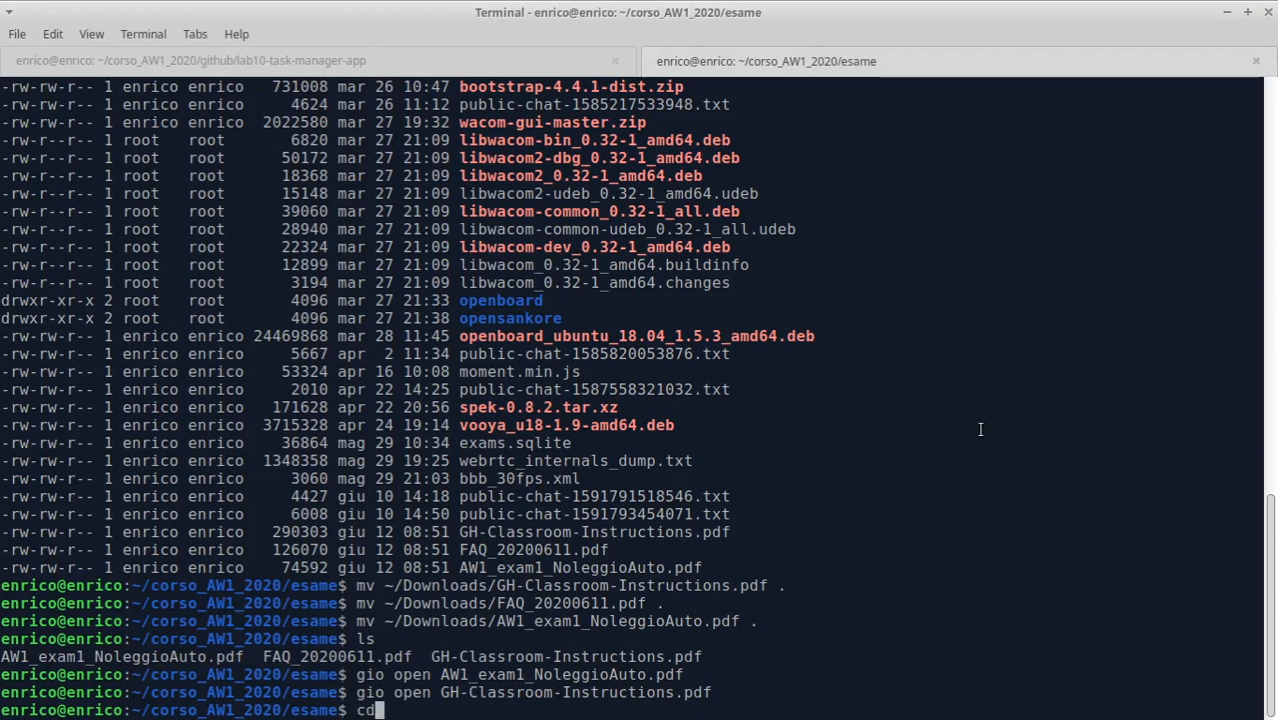 Terminal - enrico@enrico: ~/corso_AW1_2020/esame
File Edit View Terminal Tabs Help
enrico@enrico: ~/corso_AW1_2020/github/lab10-task-manager-app
enrico@enrico: ~/corso_AW1_2020/esame
-rw-rw-r-- 1 enrico enrico   731008 mar 26 10:47 bootstrap-4.4.1-dist.zip
-rw-rw-r-- 1 enrico enrico     4624 mar 26 11:12 public-chat-1585217533948.txt
-rw-rw-r-- 1 enrico enrico  2022580 mar 27 19:32 wacom-gui-master.zip
-rw-r--r-- 1 root   root       6820 mar 27 21:09 libwacom-bin_0.32-1_amd64.deb
-rw-r--r-- 1 root   root      50172 mar 27 21:09 libwacom2-dbg_0.32-1_amd64.deb
-rw-r--r-- 1 root   root      18368 mar 27 21:09 libwacom2_0.32-1_amd64.deb
-rw-r--r-- 1 root   root      15148 mar 27 21:09 libwacom2-udeb_0.32-1_amd64.udeb
-rw-r--r-- 1 root   root      39060 mar 27 21:09 libwacom-common_0.32-1_all.deb
-rw-r--r-- 1 root   root      28940 mar 27 21:09 libwacom-common-udeb_0.32-1_all.udeb
-rw-r--r-- 1 root   root      22324 mar 27 21:09 libwacom-dev_0.32-1_amd64.deb
-rw-r--r-- 1 root   root      12899 mar 27 21:09 libwacom_0.32-1_amd64.buildinfo
-rw-r--r-- 1 root   root       3194 mar 27 21:09 libwacom_0.32-1_amd64.changes
drwxr-xr-x 2 root   root       4096 mar 27 21:33 openboard
drwxr-xr-x 2 root   root       4096 mar 27 21:38 opensankore
-rw-rw-r-- 1 enrico enrico 24469868 mar 28 11:45 openboard_ubuntu_18.04_1.5.3_amd64.deb
-rw-rw-r-- 1 enrico enrico     5667 apr  2 11:34 public-chat-1585820053876.txt
-rw-rw-r-- 1 enrico enrico    53324 apr 16 10:08 moment.min.js
-rw-rw-r-- 1 enrico enrico     2010 apr 22 14:25 public-chat-1587558321032.txt
-rw-rw-r-- 1 enrico enrico   171628 apr 22 20:56 spek-0.8.2.tar.xz
-rw-rw-r-- 1 enrico enrico  3715328 apr 24 19:14 vooya_u18-1.9-amd64.deb
-rw-rw-r-- 1 enrico enrico    36864 mag 29 10:34 exams.sqlite
-rw-rw-r-- 1 enrico enrico  1348358 mag 29 19:25 webrtc_internals_dump.txt
-rw-rw-r-- 1 enrico enrico     3060 mag 29 21:03 bbb_30fps.xml
-rw-rw-r-- 1 enrico enrico     4427 giu 10 14:18 public-chat-1591791518546.txt
-rw-rw-r-- 1 enrico enrico     6008 giu 10 14:50 public-chat-1591793454071.txt
-rw-rw-r-- 1 enrico enrico   290303 giu 12 08:51 GH-Classroom-Instructions.pdf
-rw-rw-r-- 1 enrico enrico   126070 giu 12 08:51 FAQ_20200611.pdf
-rw-rw-r-- 1 enrico enrico    74592 giu 12 08:51 AW1_exam1_NoleggioAuto.pdf
enrico@enrico:~/corso_AW1_2020/esame$ mv ~/Downloads/GH-Classroom-Instructions.pdf .
enrico@enrico:~/corso_AW1_2020/esame$ mv ~/Downloads/FAQ_20200611.pdf .
enrico@enrico:~/corso_AW1_2020/esame$ mv ~/Downloads/AW1_exam1_NoleggioAuto.pdf .
enrico@enrico:~/corso_AW1_2020/esame$ ls
AW1_exam1_NoleggioAuto.pdf  FAQ_20200611.pdf  GH-Classroom-Instructions.pdf
enrico@enrico:~/corso_AW1_2020/esame$ gio open AW1_exam1_NoleggioAuto.pdf
enrico@enrico:~/corso_AW1_2020/esame$ gio open GH-Classroom-Instructions.pdf
enrico@enrico:~/corso_AW1_2020/esame$ cd